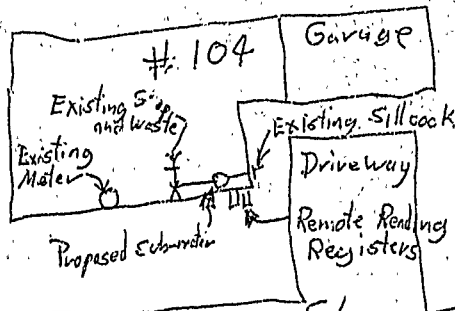 # 104
Garage
Existing Stop
and Waste
Existing Sillcock
Existing
Meter
Driveway
Proposed submeter
Remote Reading
Registers